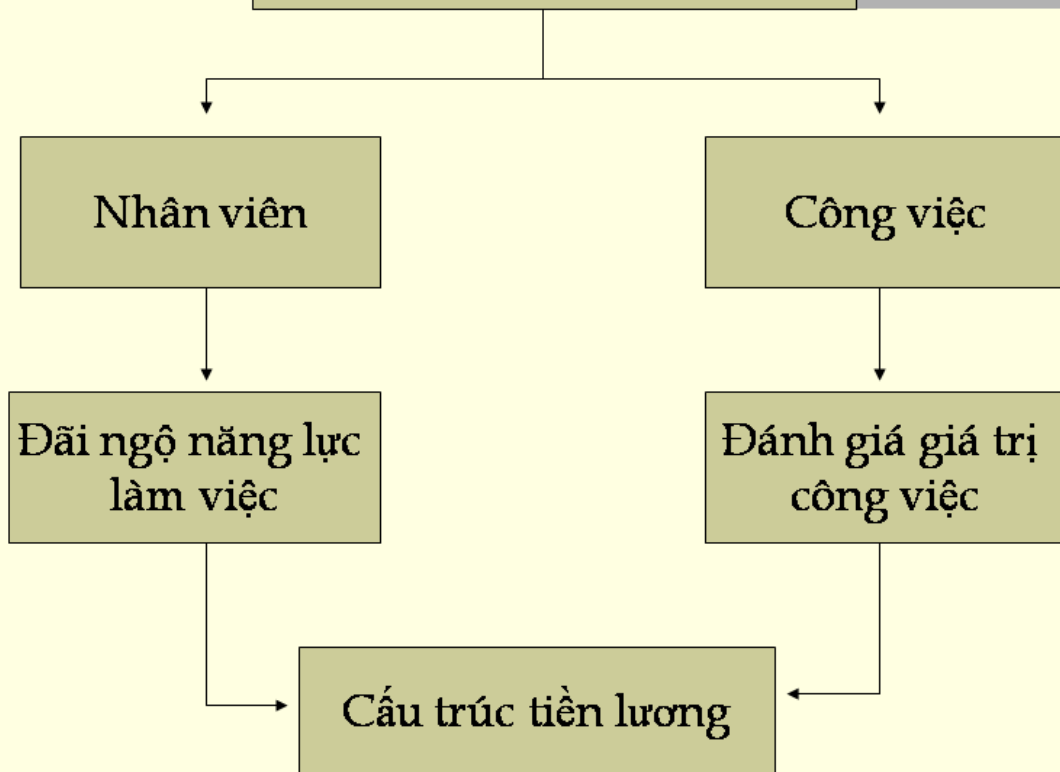 Nhân viên
Công việc
Đãi ngộ năng lực
làm việc
Đánh giá giá trị
công việc
Cấu trúc tiền lương